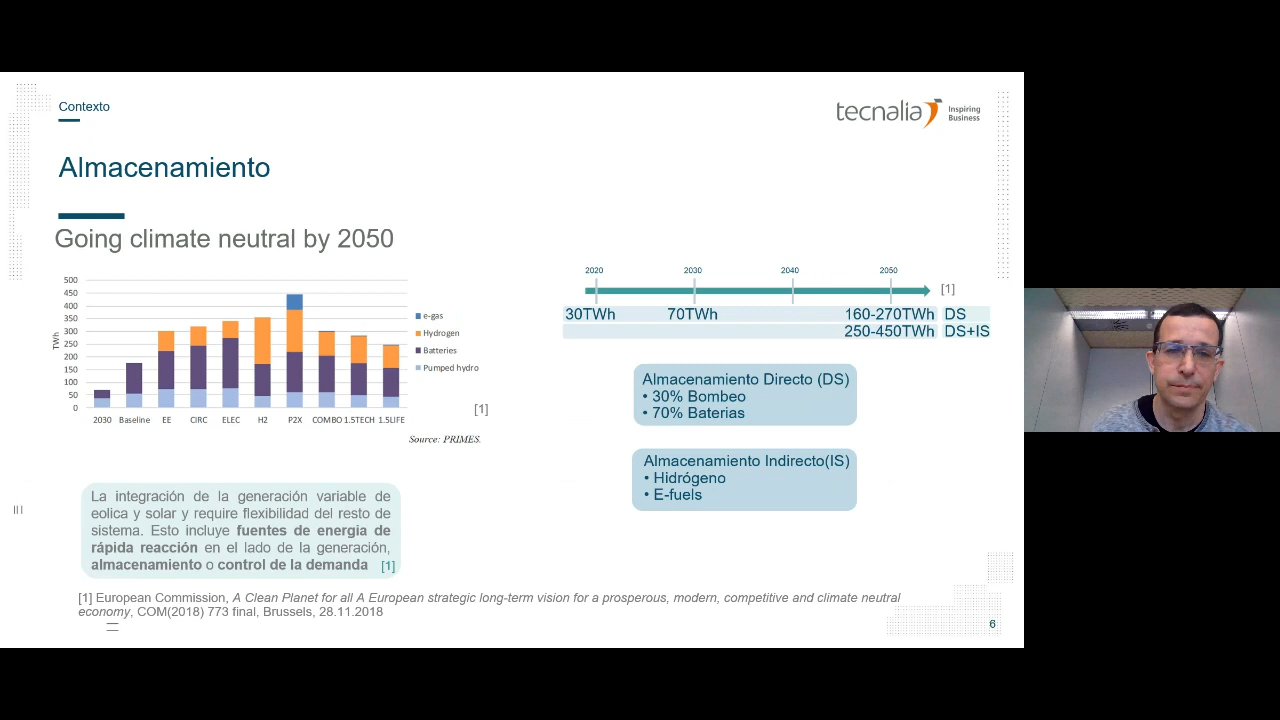 Contexto
tecnalia Inspiring
Business
Almacenamiento
Going climate neutral by 2050
500
450
400
350
300
250
200
150
100
50
0
TWh
2030 Baseline EE CIRC ELEC H2 P2X COMBO 1.5TECH 1.5LIFE
e-gas
Hydrogen
Batteries
Pumped hydro
[1]
Source: PRIMES.
2020 2030 2040 2050
[1]
30TWh 70TWh 160-270TWh DS
250-450TWh DS+IS
Almacenamiento Directo (DS)
• 30% Bombeo
• 70% Baterias
Almacenamiento Indirecto(IS)
• Hidrógeno
• E-fuels
La integración de la generación variable de
eolica y solar y require flexibilidad del resto de
sistema. Esto incluye fuentes de energia de
rápida reacción en el lado de la generación,
almacenamiento o control de la demanda [1]
[1] European Commission, A Clean Planet for all A European strategic long-term vision for a prosperous, modern, competitive and climate neutral
economy, COM(2018) 773 final, Brussels, 28.11.2018
6